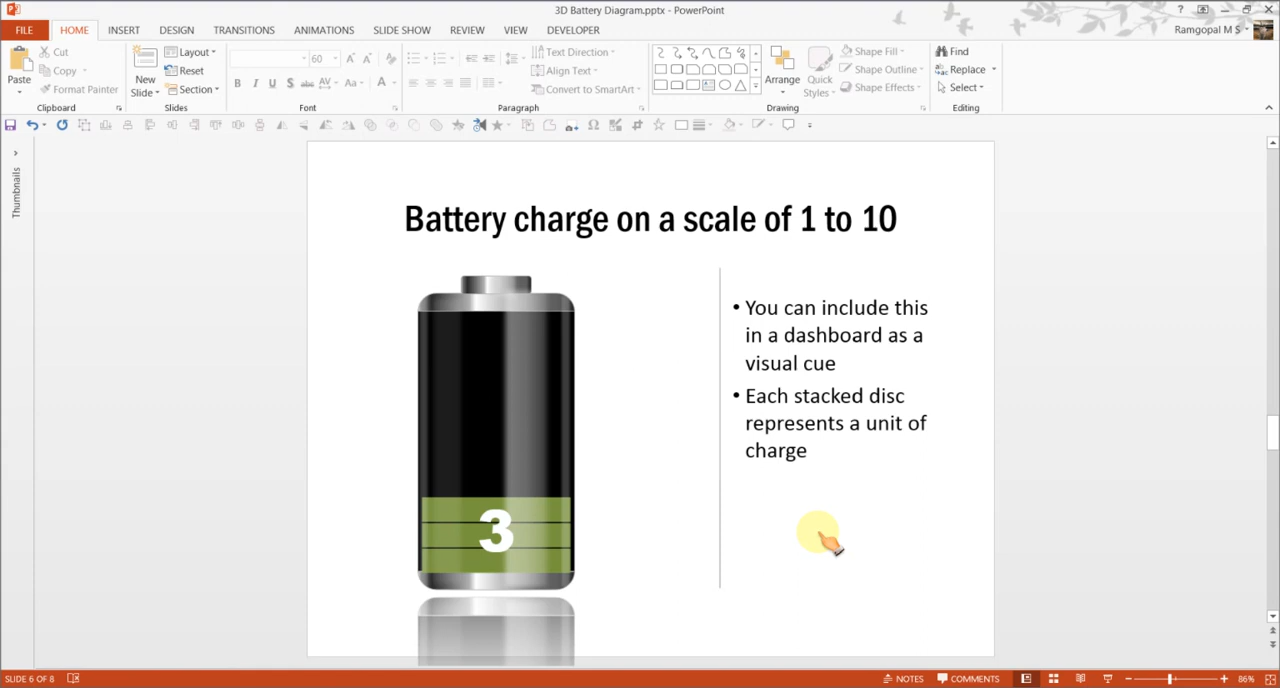 3D Battery Diagram.pptx - PowerPoint
FILE HOME INSERT DESIGN TRANSITIONS ANIMATIONS SLIDE SHOW REVIEW VIEW DEVELOPER
Ramgopal M S
Paste
Cut
Copy
Format Painter
Clipboard
New
Slide
Layout
Reset
Section
Slides
60
Font
Text Direction
Align Text
Convert to SmartArt
Paragraph
Arrange
Quick
Styles
Shape Fill
Shape Outline
Shape Effects
Drawing
Find
Replace
Select
Editing
Thumbnails
Battery charge on a scale of 1 to 10
• You can include this
in a dashboard as a
visual cue
• Each stacked disc
represents a unit of
charge
3
SLIDE 6 OF 8
NOTES
COMMENTS
86%